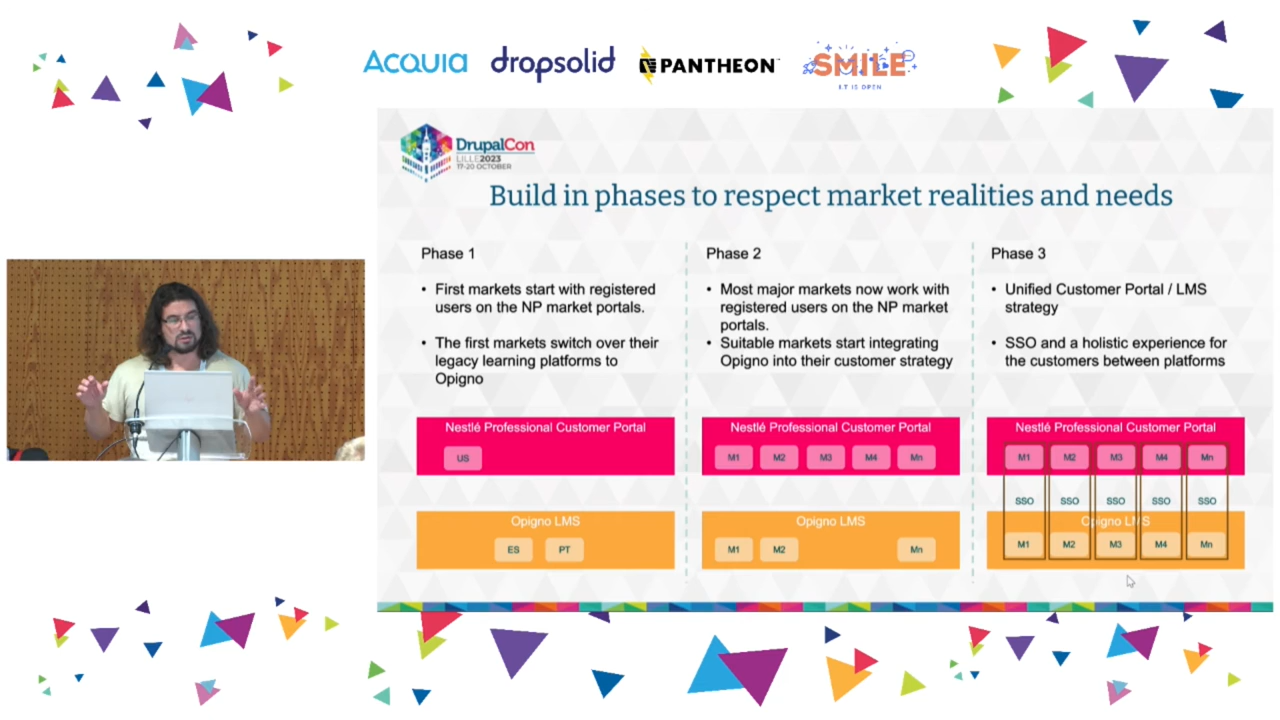 ACQUIA dropsolid PANTHEON SMILE
IT IS OPEN
DrupalCon
LILLE 2023
17-20 OCTOBER
Build in phases to respect market realities and needs
Phase 1
• First markets start with registered
users on the NP market portals.
• The first markets switch over their
legacy learning platforms to
Opigno
Nestlé Professional Customer Portal
US
Opigno LMS
ES PT
Phase 2
• Most major markets now work with
registered users on the NP market
portals.
• Suitable markets start integrating
Opigno into their customer strategy
Nestlé Professional Customer Portal
M1 M2 M3 M4 Mn
Opigno LMS
M1 M2 Mn
Phase 3
• Unified Customer Portal / LMS
strategy
• SSO and a holistic experience for
the customers between platforms
Nestlé Professional Customer Portal
M1 M2 M3 M4 Mn
SSO SSO SSO SSO SSO
Opigno LMS
M1 M2 M3 M4 Mn